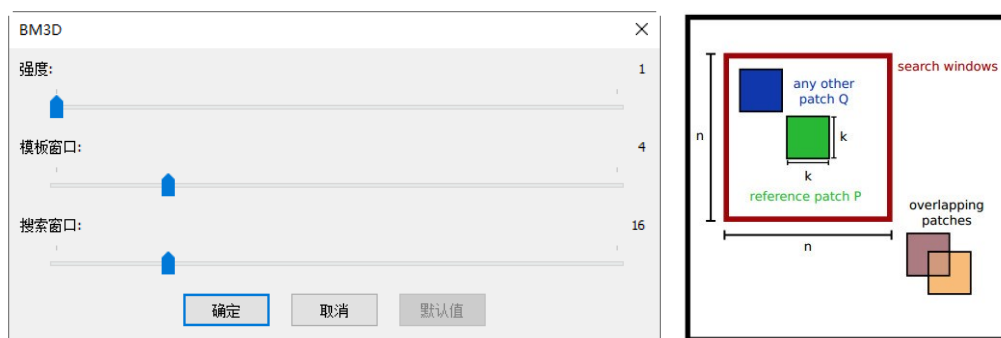 BM3D
强度:
1
模板窗口:
4
搜索窗口:
16
确定
取消
默认值
search windows
any other
patch Q
n
k
k
reference patch P
overlapping
patches
n